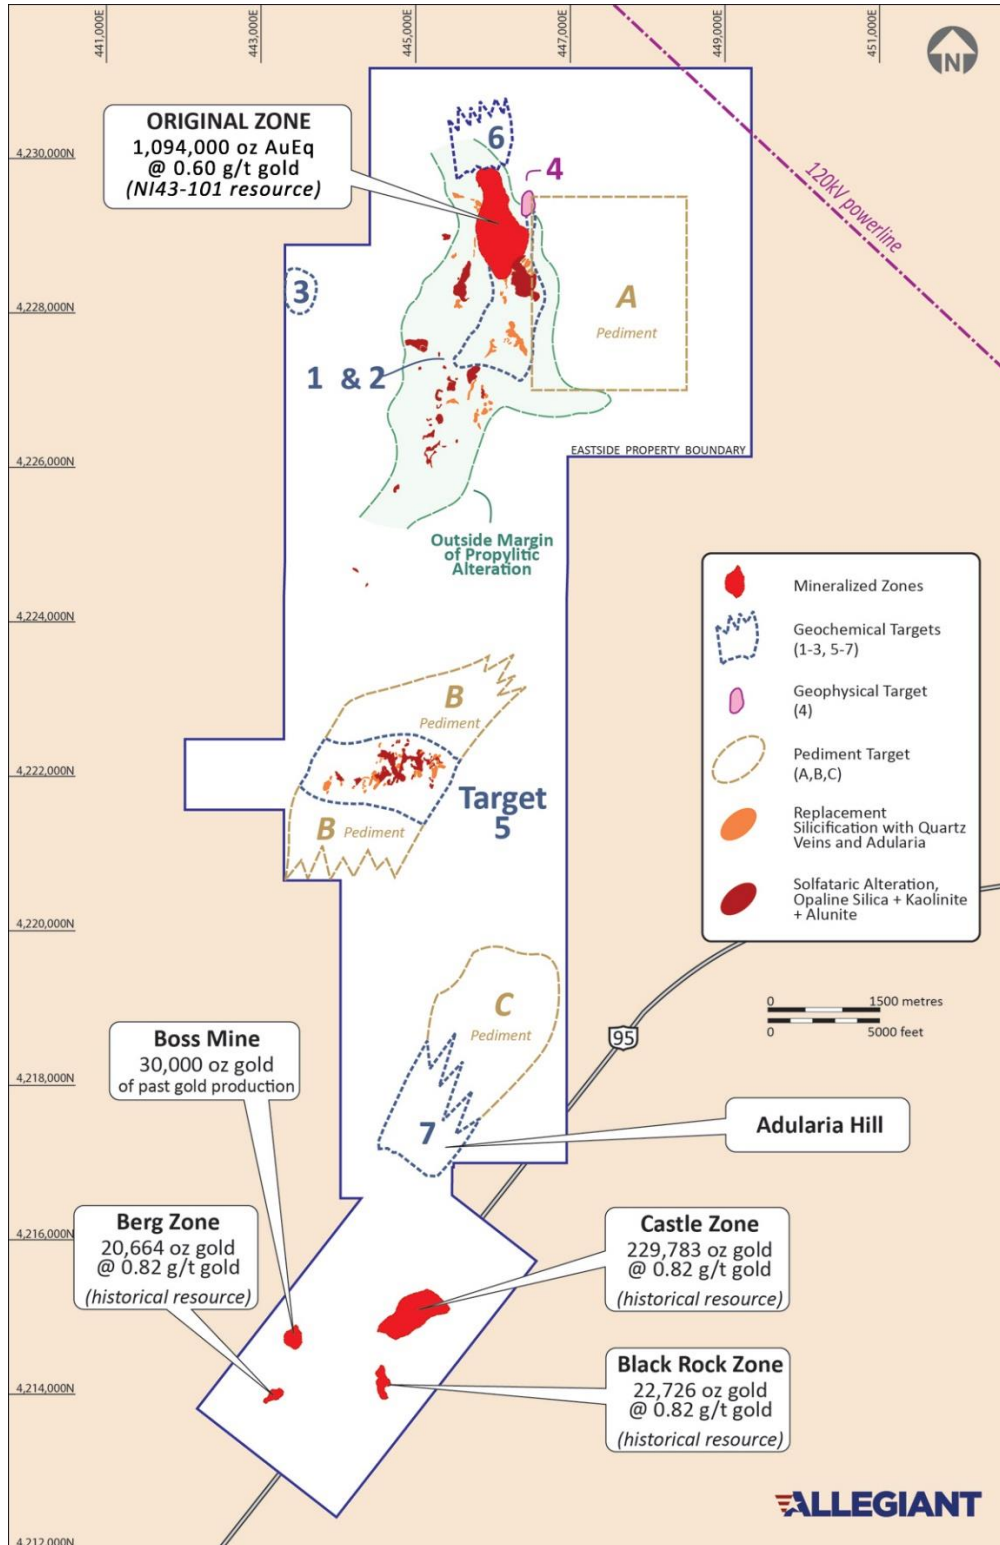 441,000E
443,000E
445,000E
447,000E
449,000E
451,000E
N
120kV powerline
ORIGINAL ZONE
1,094,000 oz AuEq
@ 0.60 g/t gold
(NI43-101 resource)
6
4
4,230,000N
3
A
Pediment
4,228,000N
1 & 2
EASTSIDE PROPERTY BOUNDARY
4,226,000N
Outside Margin
of Propylitic
Alteration
4,224,000N
Mineralized Zones
Geochemical Targets
(1-3, 5-7)
Geophysical Target
(4)
Pediment Target
(A,B,C)
Replacement
Silicification with Quartz
Veins and Adularia
Solfataric Alteration,
Opaline Silica + Kaolinite
+ Alunite
B
Pediment
4,222,000N
Target
5
B Pediment
4,220,000N
C
Pediment
0 1500 metres
0 5000 feet
95
Boss Mine
30,000 oz gold
of past gold production
4,218,000N
7
Adularia Hill
4,216,000N
Berg Zone
20,664 oz gold
@ 0.82 g/t gold
(historical resource)
Castle Zone
229,783 oz gold
@ 0.82 g/t gold
(historical resource)
4,214,000N
Black Rock Zone
22,726 oz gold
@ 0.82 g/t gold
(historical resource)
ALLEGIANT
4,212,000N